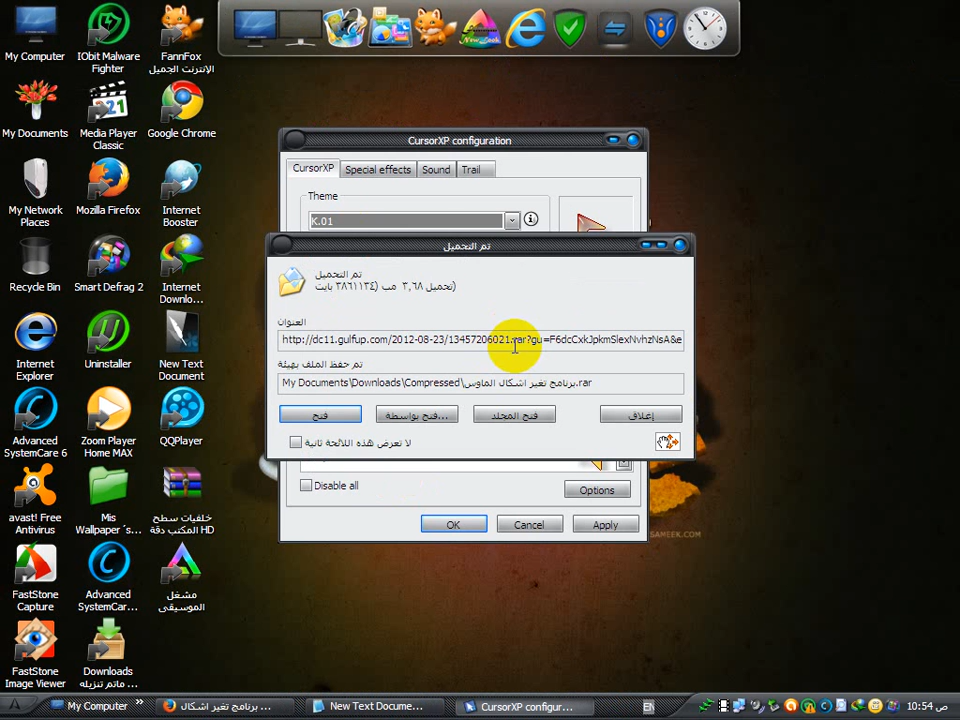 My Computer
IObit Malware
Fighter
FannFox
الإنترنت الجميل
My Documents
Media Player
Classic
Google Chrome
My Network
Places
Mozilla Firefox
Internet
Booster
Recycle Bin
Smart Defrag 2
Internet
Downlo...
Internet
Explorer
Uninstaller
New Text
Document
Advanced
SystemCare 6
Zoom Player
Home MAX
QQPlayer
avast! Free
Antivirus
Mis
Wallpaper´s...
خلفيات سطح
المكتب دقة HD
FastStone
Capture
Advanced
SystemCar...
مشغل
الموسيقى
FastStone
Image Viewer
Downloads
ماتم تنزيله...
New Seek
CursorXP configuration
CursorXP
Special effects
Sound
Trail
Theme
K.01
تم التحميل
تم التحميل
تحميل ٣,٦٨ مب (٣٨٦١١٣٤ بايت)
العنوان
http://dc11.gulfup.com/2012-08-23/13457206021.rar?gu=F6dcCxkJpkmSlexNvhzNsA&e
تم حفظ الملف بهيئة
My Documents\Downloads\Compressed\برنامج تغير اشكال الماوس.rar
فتح
فتح بواسطة...
فتح المجلد
إغلاق
لا تعرض هذه اللائحة ثانية
Disable all
Options
OK
Cancel
Apply
SAMEEK.COM
My Computer
برنامج تغير اشكال ...
New Text Docume...
CursorXP configur...
EN
10:54 ص